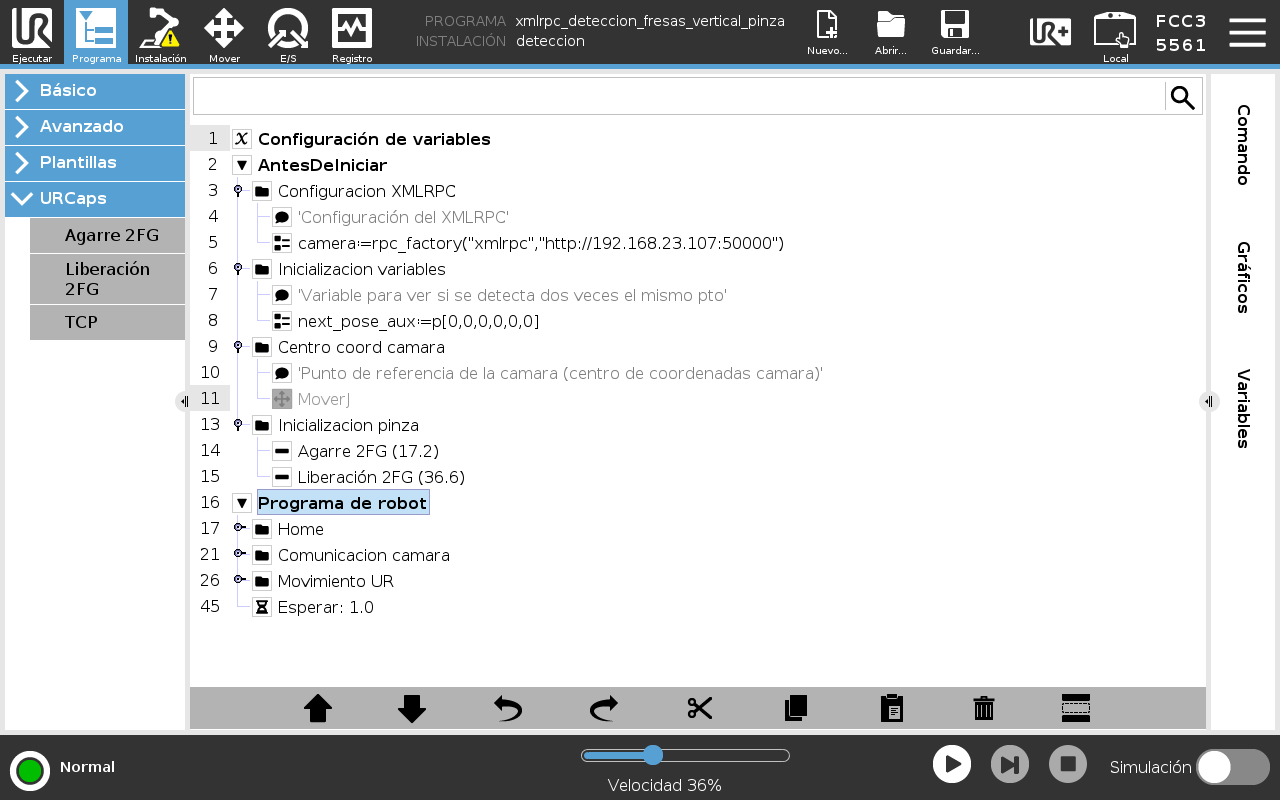 PROGRAMA xmlrpc_deteccion_fresas_vertical_pinza
INSTALACIÓN deteccion
UR
UR+
FCC3
5561
Ejecutar
Programa
Instalación
Mover
E/S
Registro
Nuevo...
Abrir...
Guardar...
Local
Básico
Avanzado
Plantillas
URCaps
Agarre 2FG
Liberación
2FG
TCP
1 X Configuración de variables
2 AntesDeIniciar
3 Configuracion XMLRPC
4 'Configuración del XMLRPC'
5 camera:=rpc_factory("xmlrpc","http://192.168.23.107:50000")
6 Inicializacion variables
7 'Variable para ver si se detecta dos veces el mismo pto'
8 next_pose_aux:=p[0,0,0,0,0,0]
9 Centro coord camara
10 'Punto de referencia de la camara (centro de coordenadas camara)'
11 MoverJ
13 Inicializacion pinza
14 Agarre 2FG (17.2)
15 Liberación 2FG (36.6)
16 Programa de robot
17 Home
21 Comunicacion camara
26 Movimiento UR
45 Esperar: 1.0
Comando
Gráficos
Variables
Normal
Velocidad 36%
Simulación